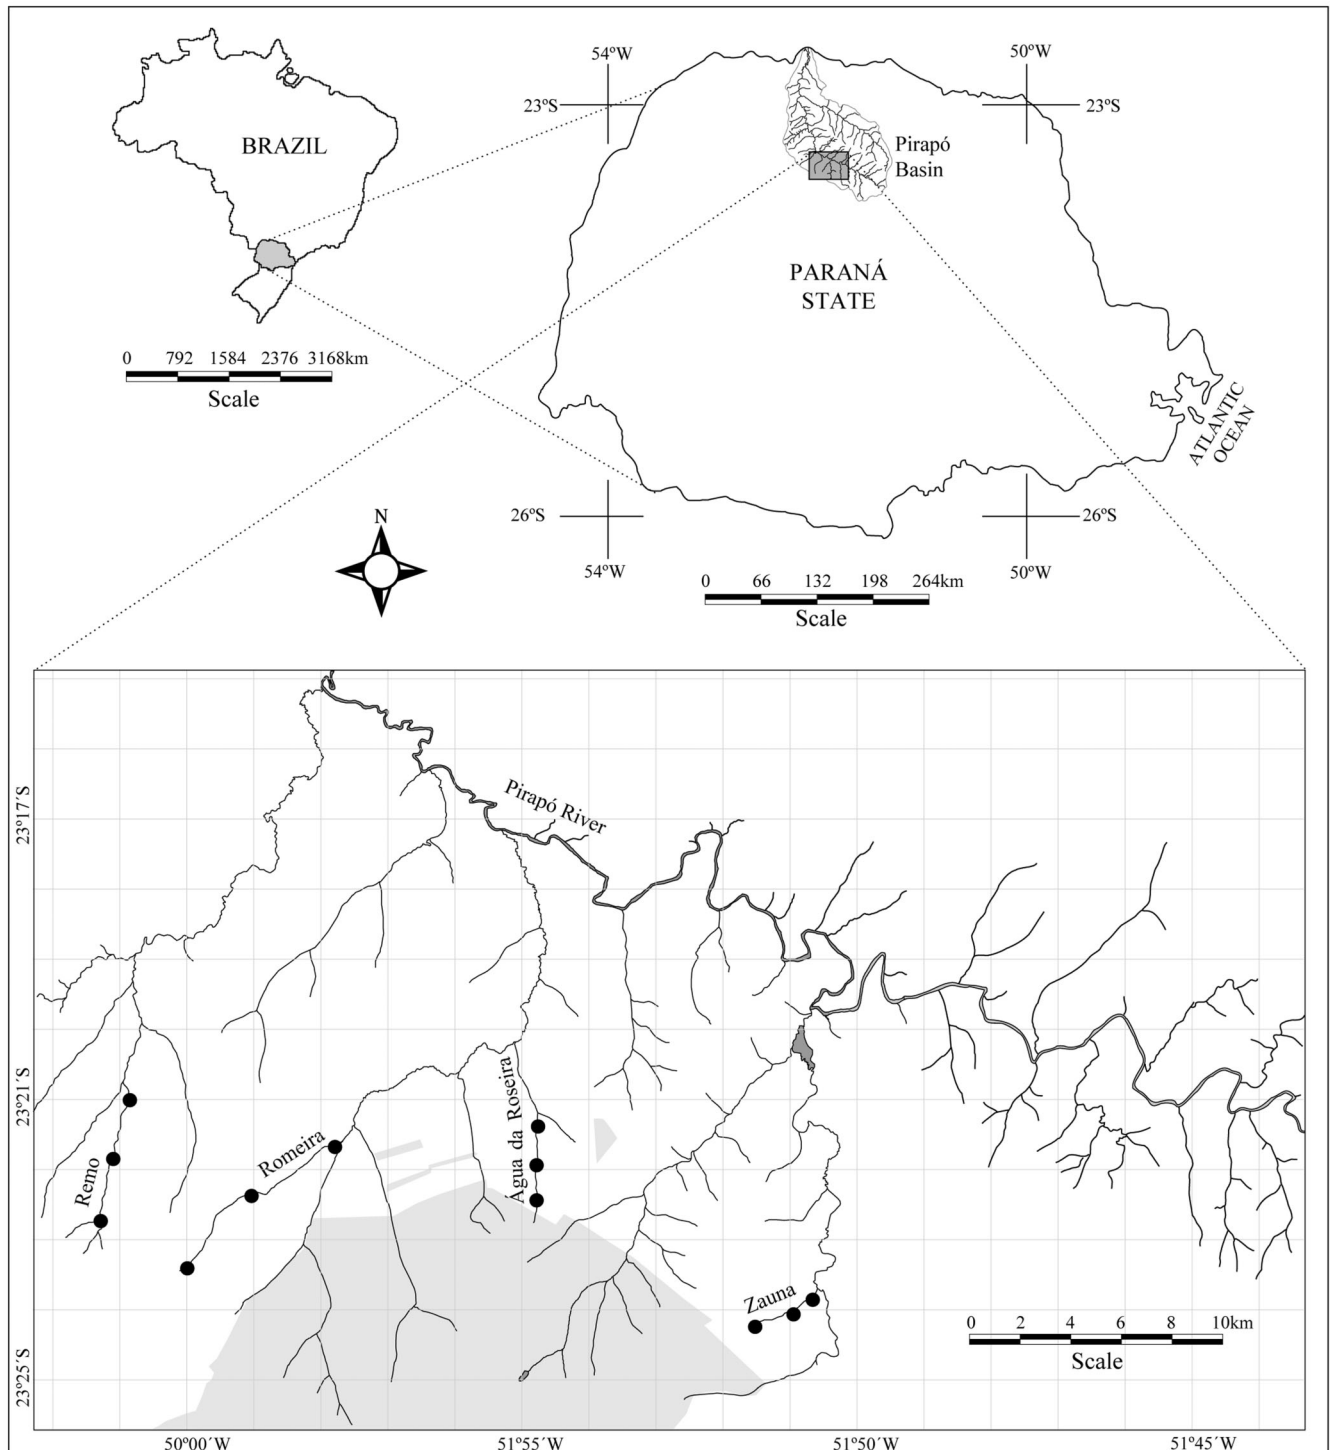 54ºW
50ºW
23ºS
23ºS
BRAZIL
Pirapó
Basin
PARANÁ
STATE
0 792 1584 2376 3168km
Scale
ATLANTIC
OCEAN
N
26ºS
26ºS
54ºW
50ºW
0 66 132 198 264km
Scale
Pirapó River
23º17´S
23º21´S
23º25´S
Remo
Romeira
Água da Roseira
Zauna
0 2 4 6 8 10km
Scale
50º00´W
51º55´W
51º50´W
51º45´W